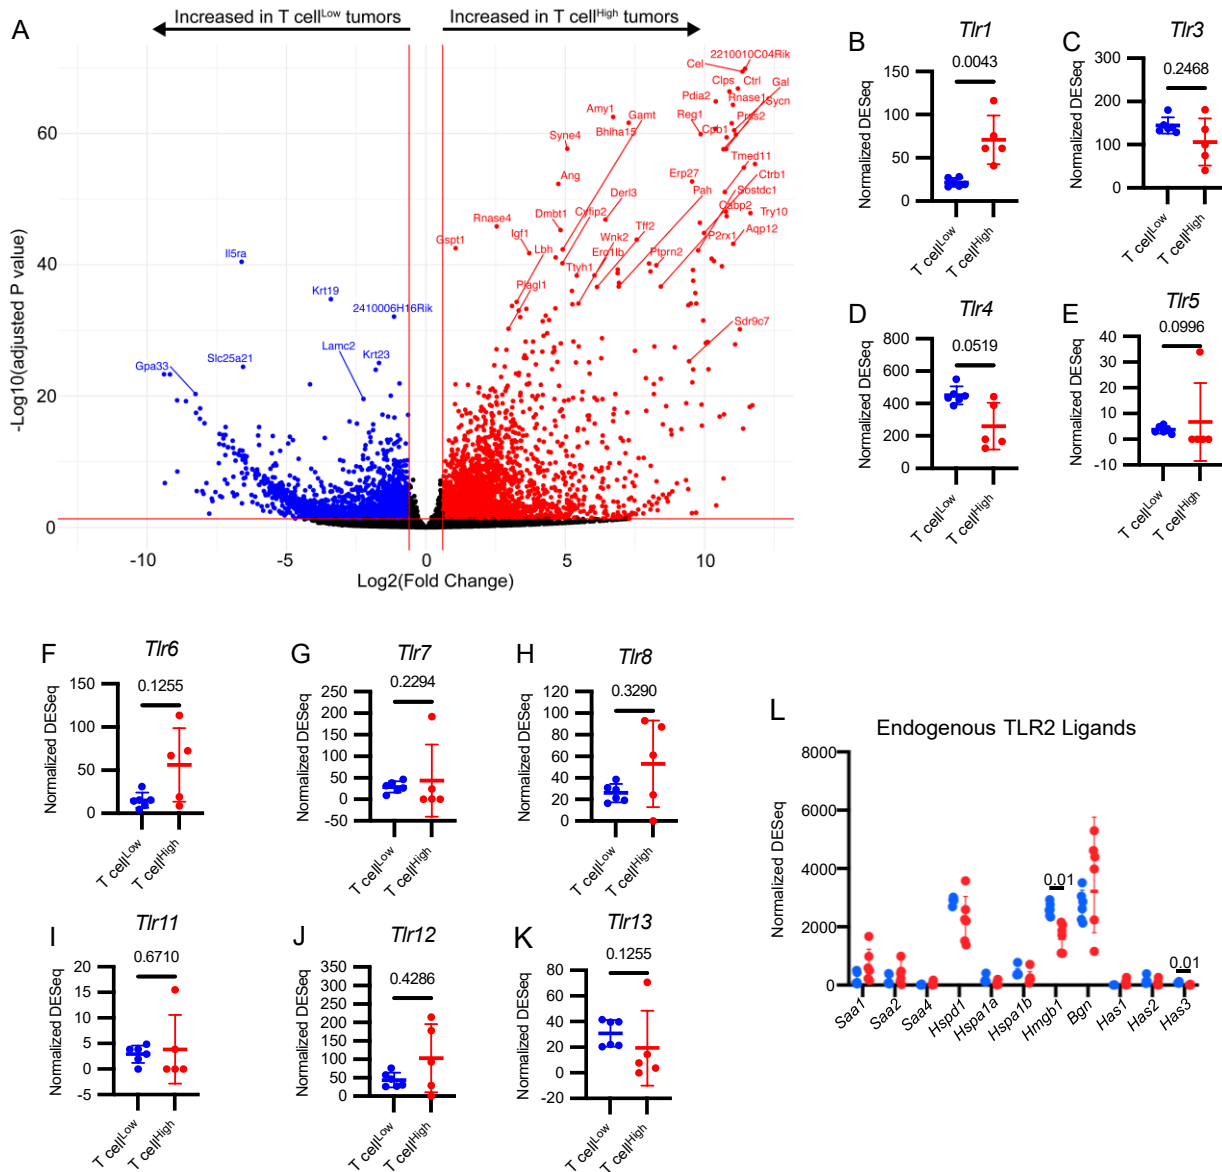 A
Increased in T cellLow tumors
Increased in T cellHigh tumors
-Log10(adjusted P value)
60
40
20
0
-10
-5
0
5
10
Log2(Fold Change)
2210010C04Rik
Cel
Clps
Ctrl
Gal
Pdia2
Rnase1
Sycn
Amy1
Gamt
Reg1
Cpb1
Prss2
Bhlha15
Syne4
Tmed11
Ang
Erp27
Pah
Ctrb1
Derl3
Sostdc1
Cabp2
Try10
Rnase4
Dmbt1
Cyfip2
Tff2
Aqp12
Gspt1
Igf1
Lbh
Wnk2
P2rx1
Ero1lb
Ptprn2
Ttyh1
Plagl1
Sdr9c7
Il5ra
Krt19
2410006H16Rik
Lamc2
Krt23
Slc25a21
Gpa33
B
Tlr1
0.0043
Normalized DESeq
150
100
50
0
T cellLow
T cellHigh
C
Tlr3
0.2468
Normalized DESeq
300
200
100
0
T cellLow
T cellHigh
D
Tlr4
0.0519
Normalized DESeq
800
600
400
200
0
T cellLow
T cellHigh
E
Tlr5
0.0996
Normalized DESeq
40
30
20
10
0
-10
T cellLow
T cellHigh
F
Tlr6
0.1255
Normalized DESeq
150
100
50
0
T cellLow
T cellHigh
G
Tlr7
0.2294
Normalized DESeq
250
200
150
100
50
0
-50
T cellLow
T cellHigh
H
Tlr8
0.3290
Normalized DESeq
120
100
80
60
40
20
0
T cellLow
T cellHigh
I
Tlr11
0.6710
Normalized DESeq
20
15
10
5
0
-5
T cellLow
T cellHigh
J
Tlr12
0.4286
Normalized DESeq
350
300
250
200
150
100
50
0
T cellLow
T cellHigh
K
Tlr13
0.1255
Normalized DESeq
80
60
40
20
0
-20
T cellLow
T cellHigh
L
Endogenous TLR2 Ligands
Normalized DESeq
8000
6000
4000
2000
0
0.01
0.01
Saa1
Saa2
Saa4
Hspd1
Hspa1a
Hspa1b
Hmgb1
Bgn
Has1
Has2
Has3